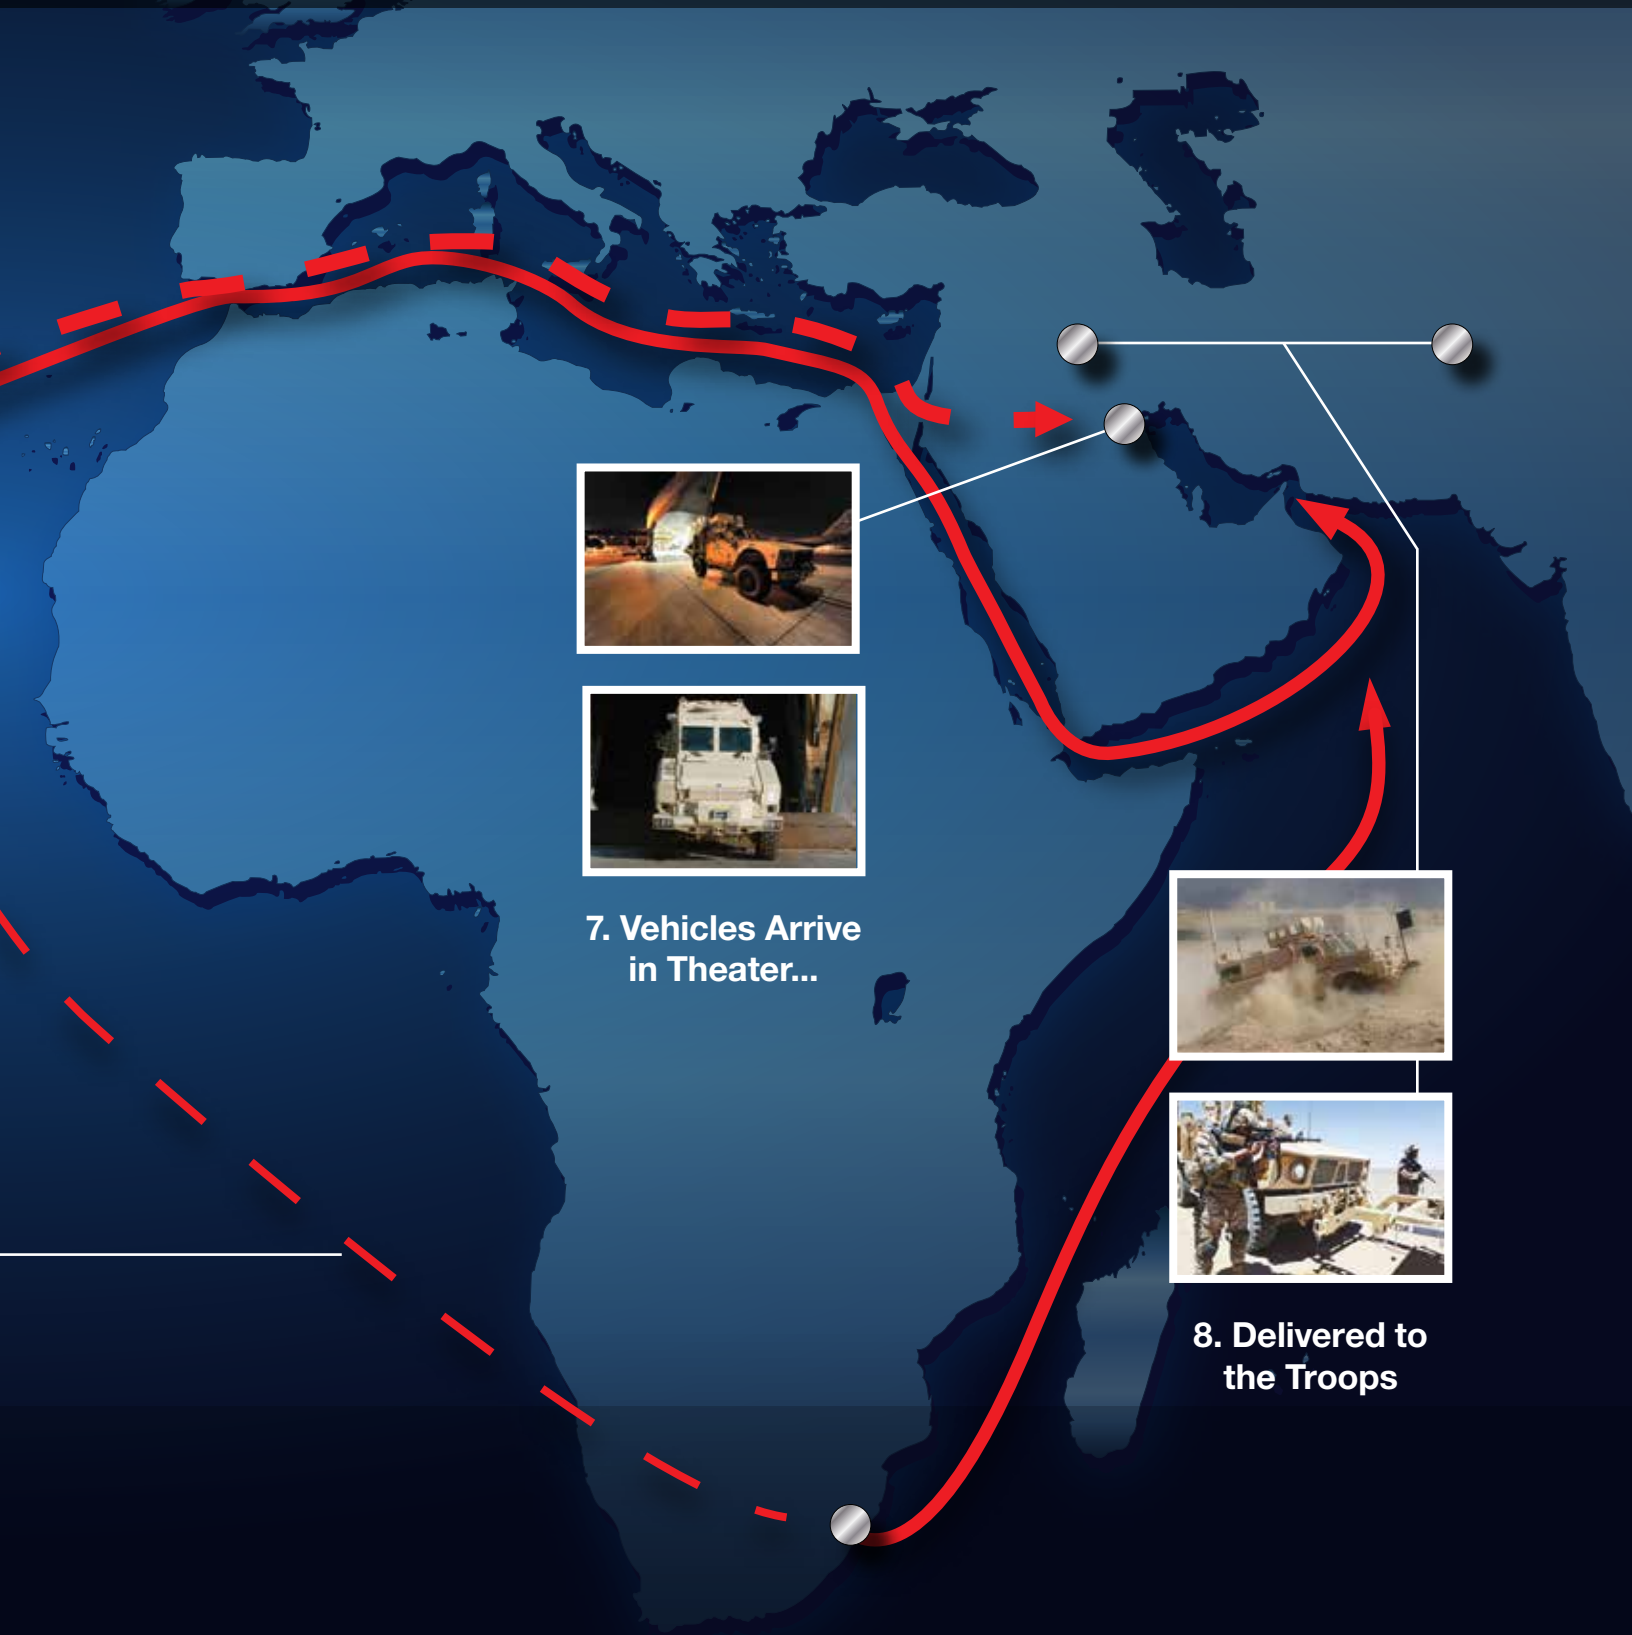 7. Vehicles Arrive
in Theater...
8. Delivered to
the Troops